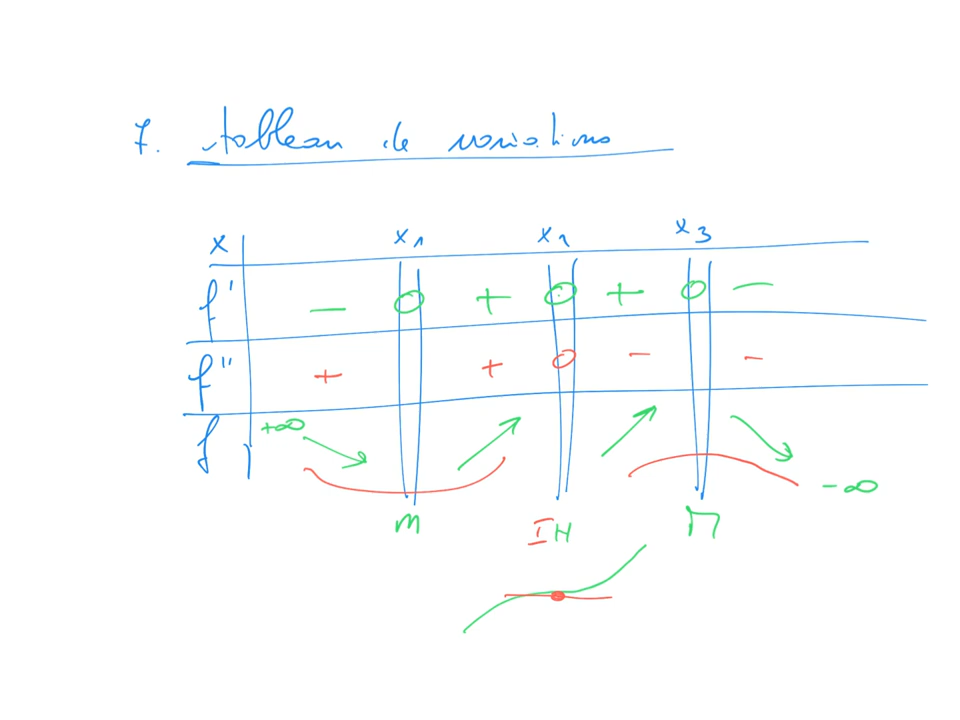 7. tableau de variations
x x1 x1 x3
f' - 0 + 0 + 0 -
f'' + + 0 - -
f +∞ ↘ ↗ ↗ ↘ -∞
m IH M